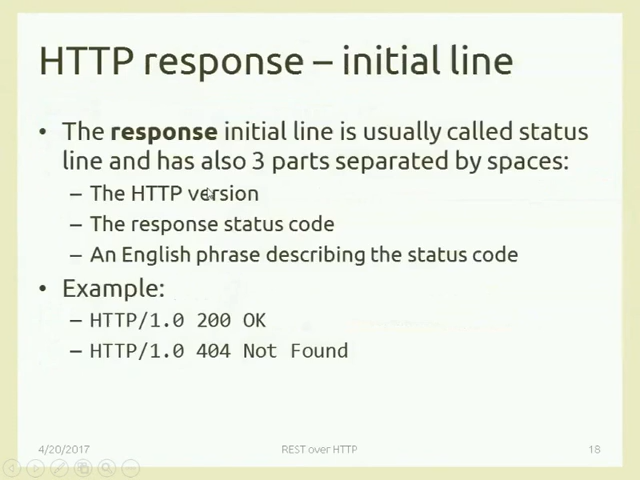 HTTP response – initial line
• The response initial line is usually called status
line and has also 3 parts separated by spaces:
– The HTTP version
– The response status code
– An English phrase describing the status code
• Example:
– HTTP/1.0 200 OK
– HTTP/1.0 404 Not Found
4/20/2017 REST over HTTP 18